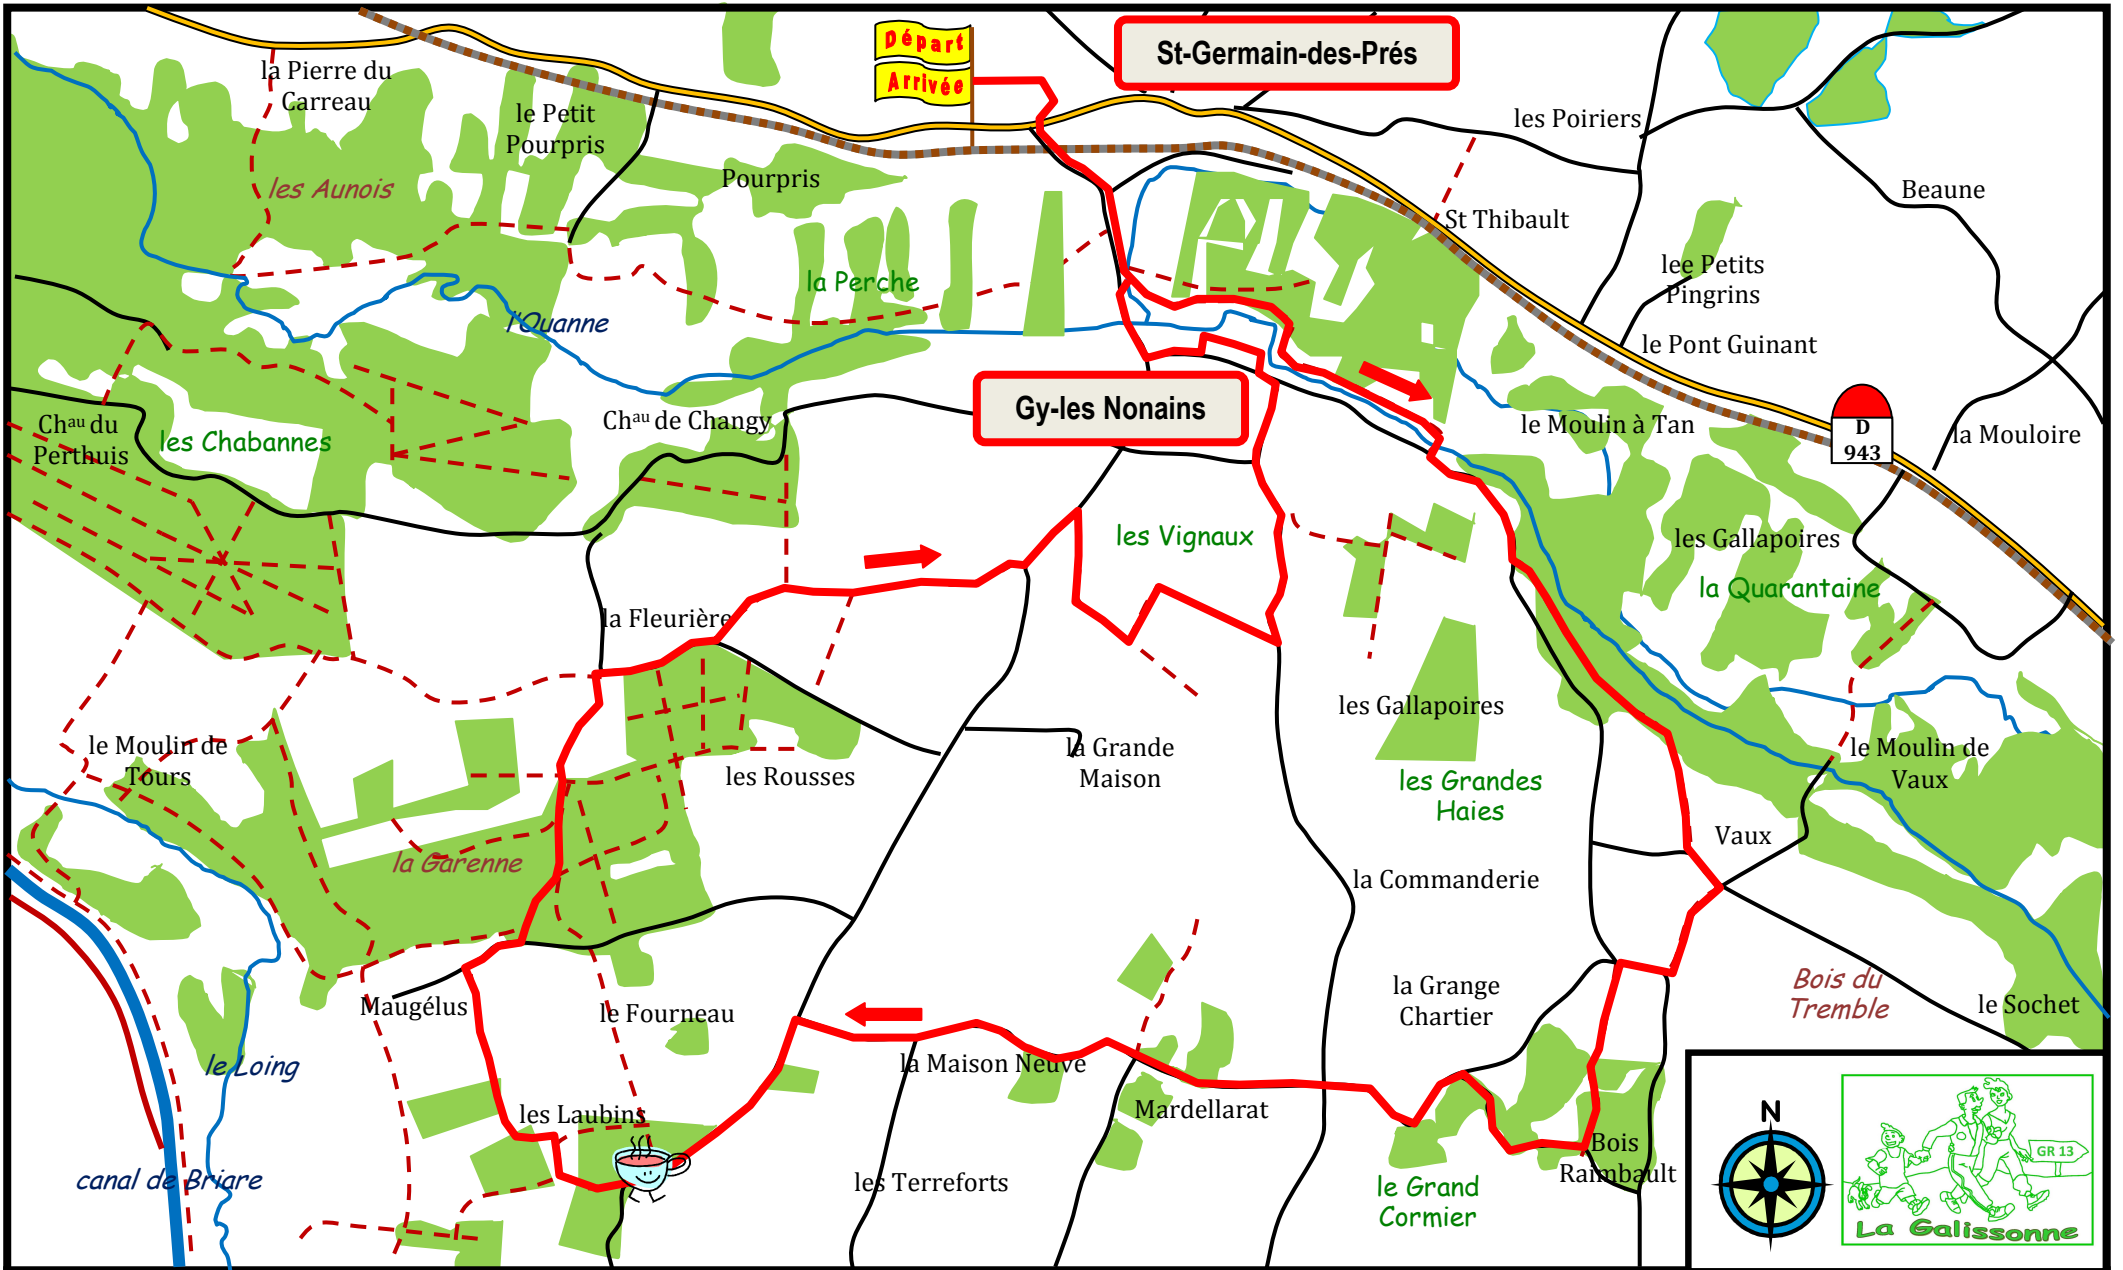 Départ
Arrivée
St-Germain-des-Prés
la Pierre du
Carreau
le Petit
Pourpris
les Poiriers
les Aunois
Pourpris
Beaune
St Thibault
la Perche
lee Petits
Pingrins
l'Ouanne
le Pont Guinant
Gy-les Nonains
Chau du
Perthuis
les Chabannes
Chau de Changy
le Moulin à Tan
D
943
la Mouloire
les Vignaux
les Gallapoires
la Quarantaine
la Fleurière
les Gallapoires
le Moulin de
Tours
les Rousses
la Grande
Maison
les Grandes
Haies
le Moulin de
Vaux
Vaux
la Garenne
la Commanderie
Maugélus
le Fourneau
la Grange
Chartier
Bois du
Tremble
le Sochet
le Loing
la Maison Neuve
les Laubins
Mardellarat
Bois
Raimbault
canal de Briare
les Terreforts
le Grand
Cormier
N
GR 13
La Galissonne